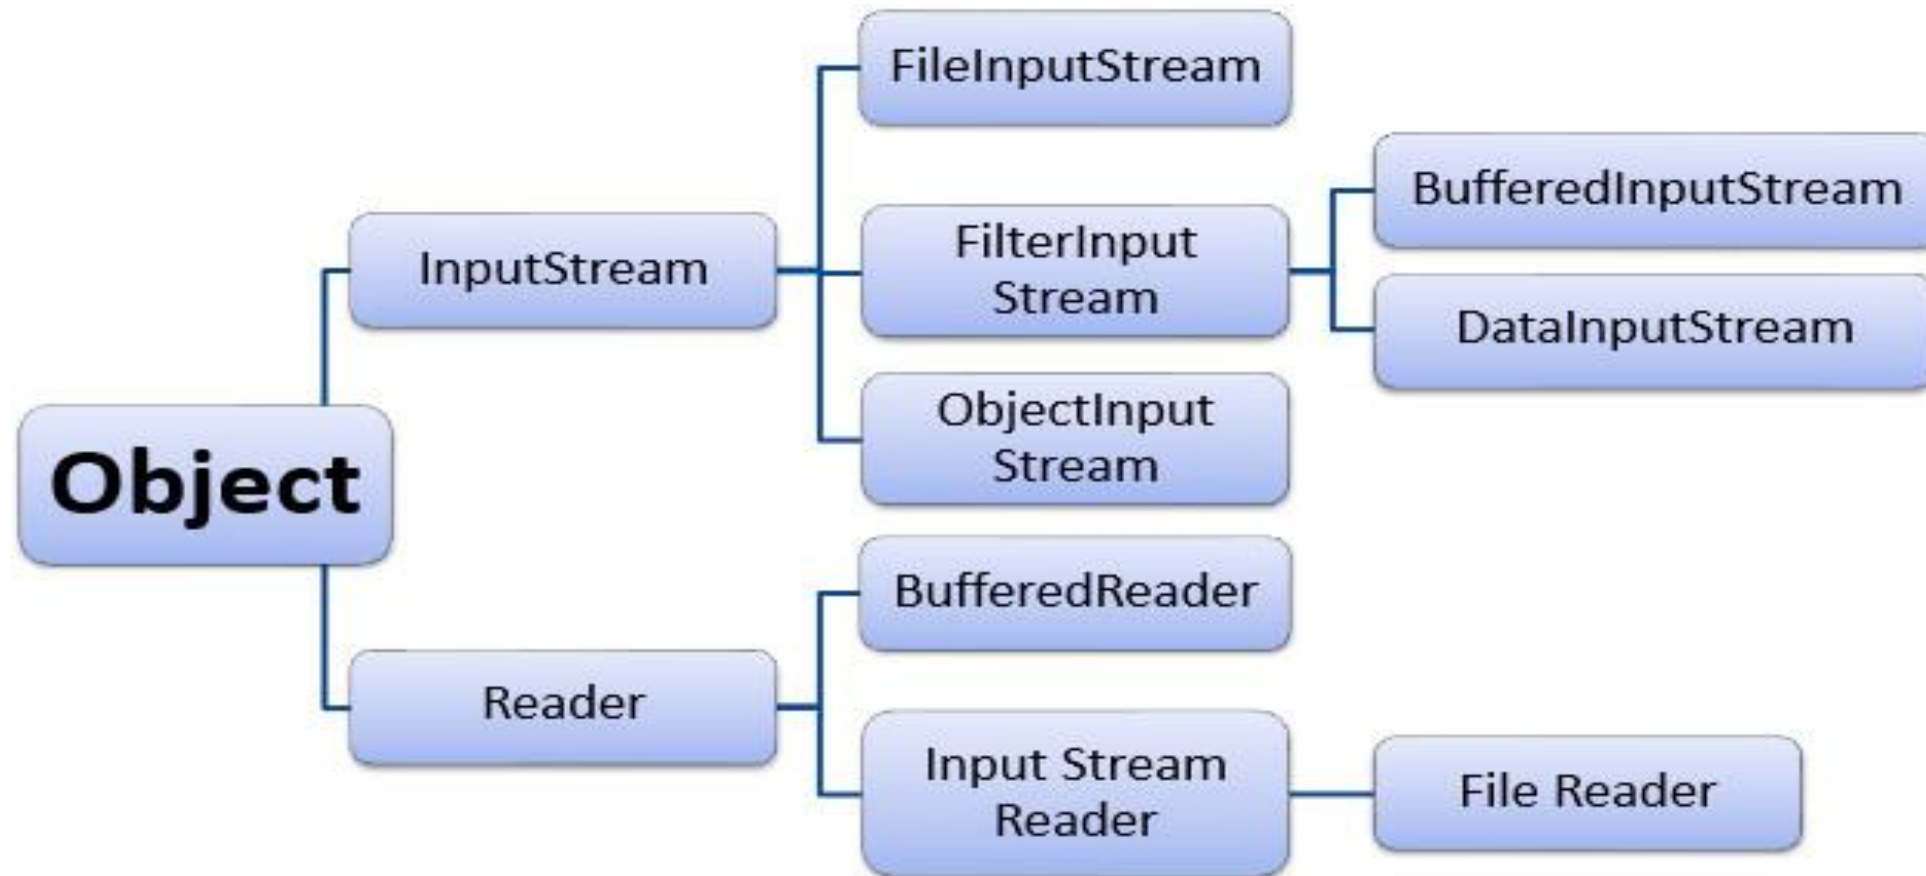 FileInputStream
BufferedInputStream
InputStream
FilterInput
Stream
DataInputStream
ObjectInput
Stream
Object
BufferedReader
Reader
Input Stream
Reader
File Reader